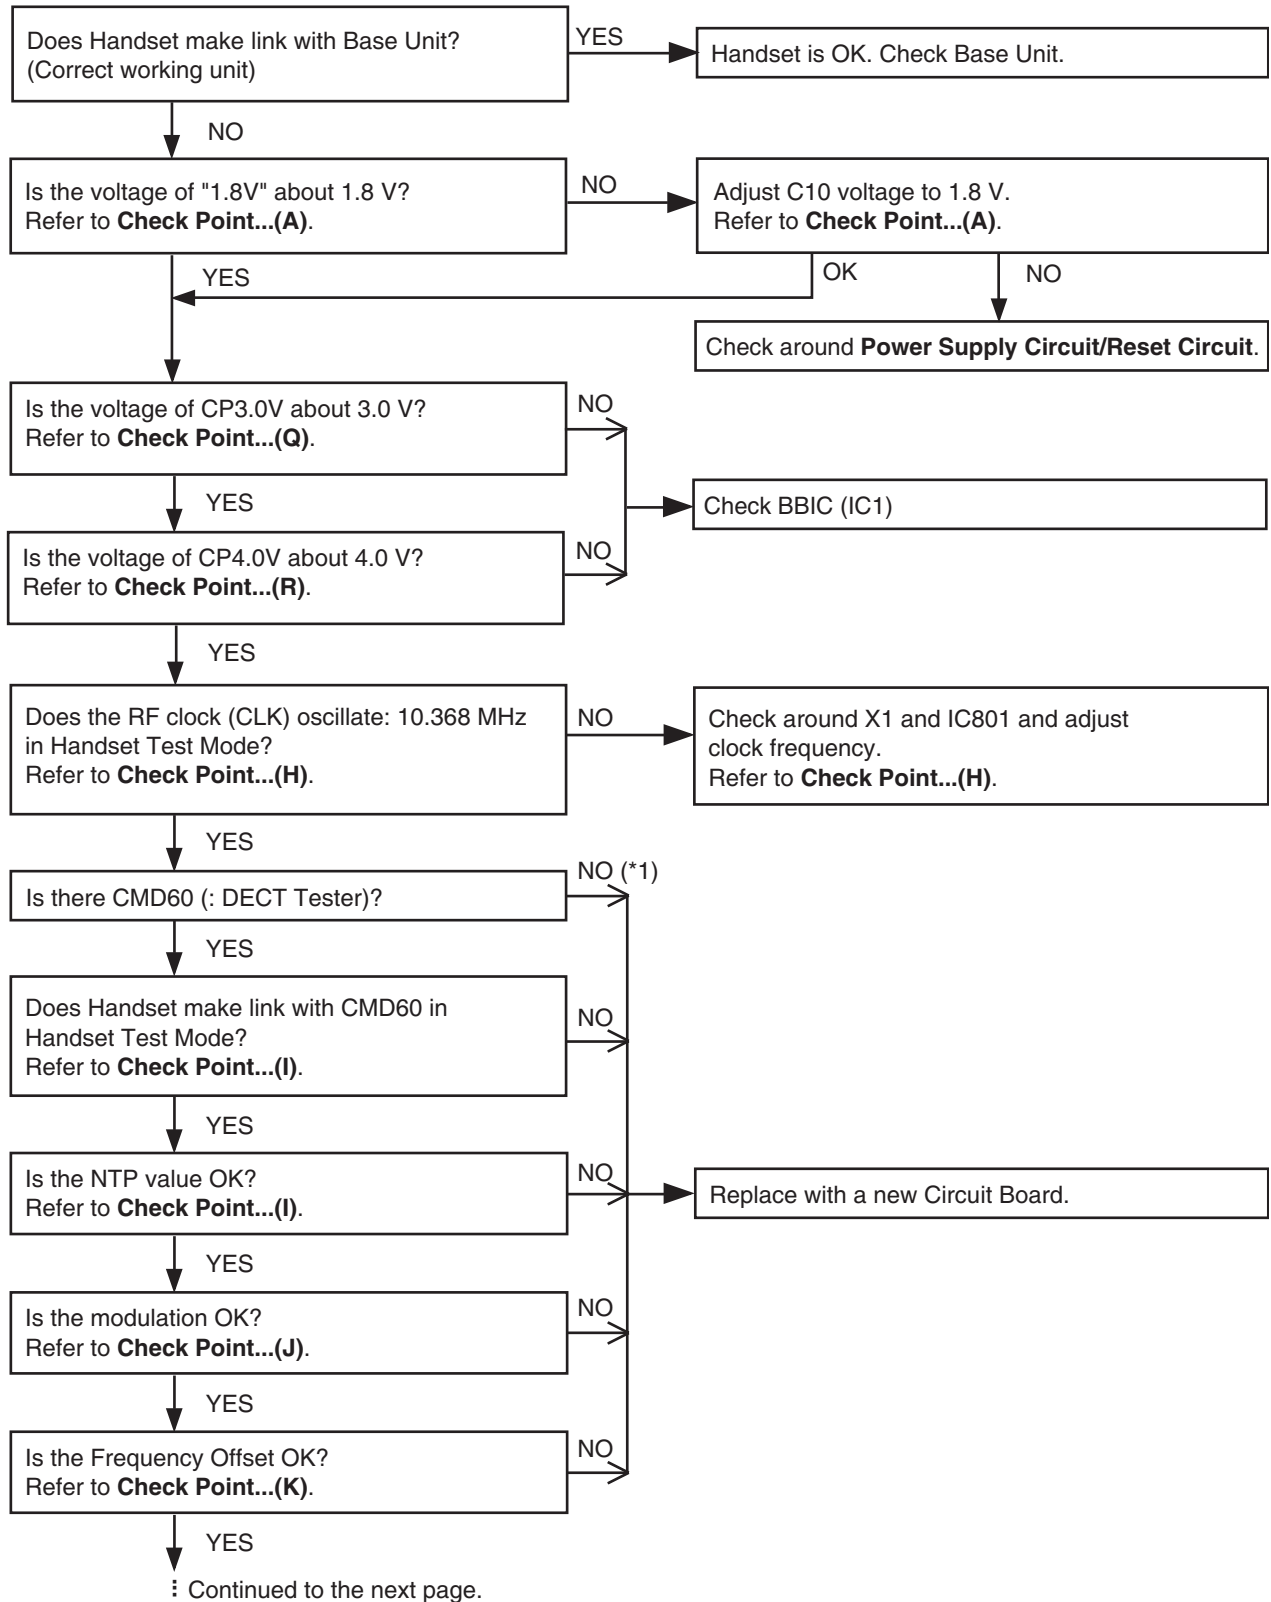 Does Handset make link with Base Unit?
(Correct working unit)
YES
Handset is OK. Check Base Unit.
NO
Is the voltage of "1.8V" about 1.8 V?
Refer to Check Point...(A).
NO
Adjust C10 voltage to 1.8 V.
Refer to Check Point...(A).
YES
OK
NO
Check around Power Supply Circuit/Reset Circuit.
Is the voltage of CP3.0V about 3.0 V?
Refer to Check Point...(Q).
NO
YES
Check BBIC (IC1)
Is the voltage of CP4.0V about 4.0 V?
Refer to Check Point...(R).
NO
YES
Does the RF clock (CLK) oscillate: 10.368 MHz
in Handset Test Mode?
Refer to Check Point...(H).
NO
Check around X1 and IC801 and adjust
clock frequency.
Refer to Check Point...(H).
YES
Is there CMD60 (: DECT Tester)?
NO (*1)
YES
Does Handset make link with CMD60 in
Handset Test Mode?
Refer to Check Point...(I).
NO
YES
Is the NTP value OK?
Refer to Check Point...(I).
NO
Replace with a new Circuit Board.
YES
Is the modulation OK?
Refer to Check Point...(J).
NO
YES
Is the Frequency Offset OK?
Refer to Check Point...(K).
NO
YES
Continued to the next page.